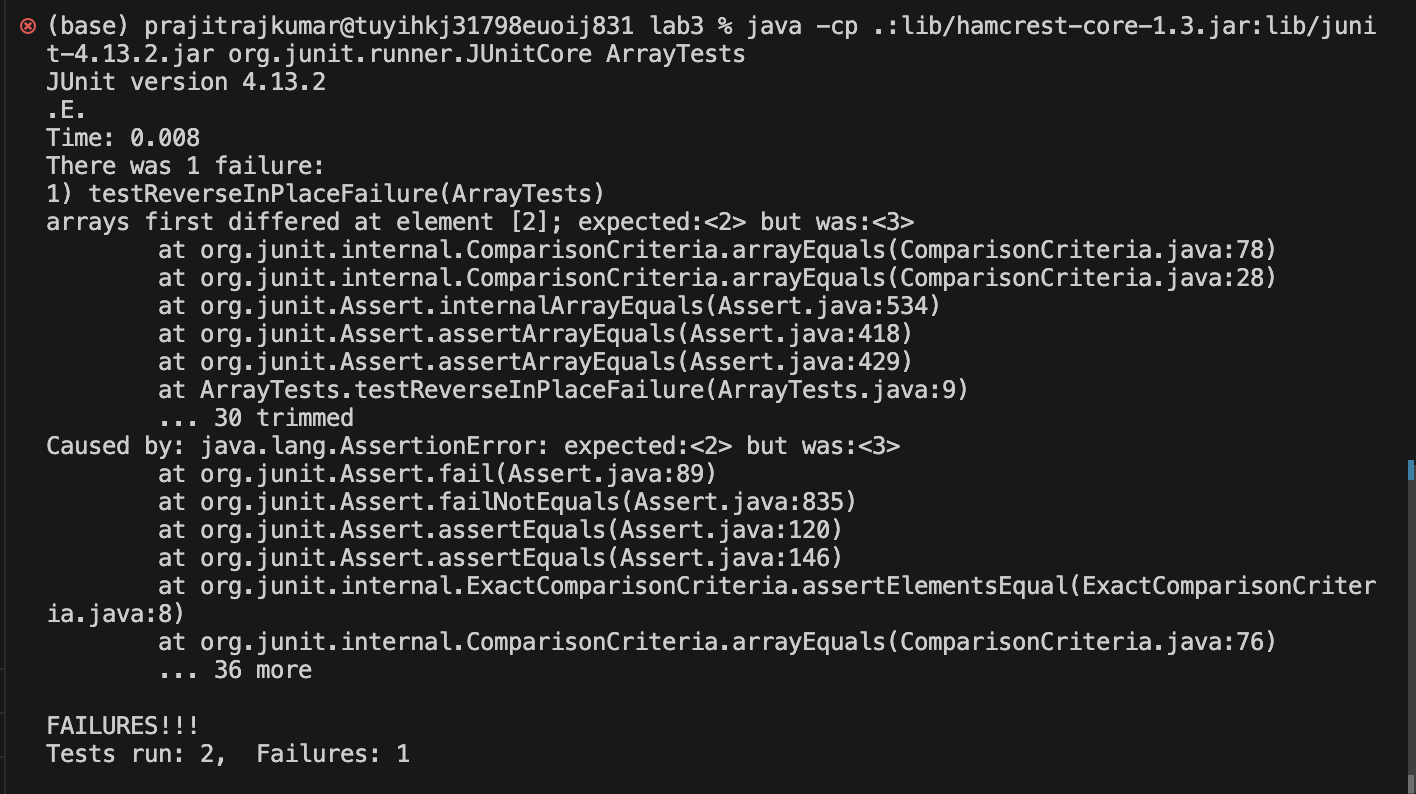 (base) prajitrajkumar@tuyihkj31798euoij831 lab3 % java -cp .:lib/hamcrest-core-1.3.jar:lib/juni
t-4.13.2.jar org.junit.runner.JUnitCore ArrayTests
JUnit version 4.13.2
.E.
Time: 0.008
There was 1 failure:
1) testReverseInPlaceFailure(ArrayTests)
arrays first differed at element [2]; expected:<2> but was:<3>
        at org.junit.internal.ComparisonCriteria.arrayEquals(ComparisonCriteria.java:78)
        at org.junit.internal.ComparisonCriteria.arrayEquals(ComparisonCriteria.java:28)
        at org.junit.Assert.internalArrayEquals(Assert.java:534)
        at org.junit.Assert.assertArrayEquals(Assert.java:418)
        at org.junit.Assert.assertArrayEquals(Assert.java:429)
        at ArrayTests.testReverseInPlaceFailure(ArrayTests.java:9)
        ... 30 trimmed
Caused by: java.lang.AssertionError: expected:<2> but was:<3>
        at org.junit.Assert.fail(Assert.java:89)
        at org.junit.Assert.failNotEquals(Assert.java:835)
        at org.junit.Assert.assertEquals(Assert.java:120)
        at org.junit.Assert.assertEquals(Assert.java:146)
        at org.junit.internal.ExactComparisonCriteria.assertElementsEqual(ExactComparisonCriter
ia.java:8)
        at org.junit.internal.ComparisonCriteria.arrayEquals(ComparisonCriteria.java:76)
        ... 36 more

FAILURES!!!
Tests run: 2,  Failures: 1